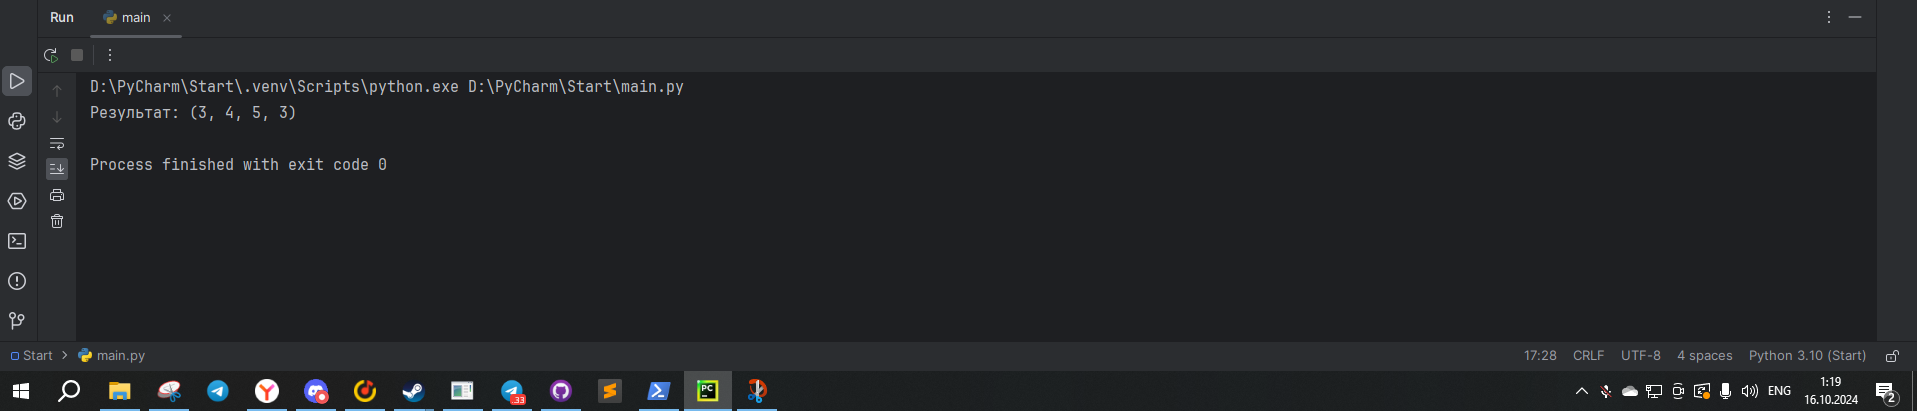 Run main
D:\PyCharm\Start\.venv\Scripts\python.exe D:\PyCharm\Start\main.py
Результат: (3, 4, 5, 3)
Process finished with exit code 0
Start main.py 17:28 CRLF UTF-8 4 spaces Python 3.10 (Start)
33 PC ENG 1:19
16.10.2024 2